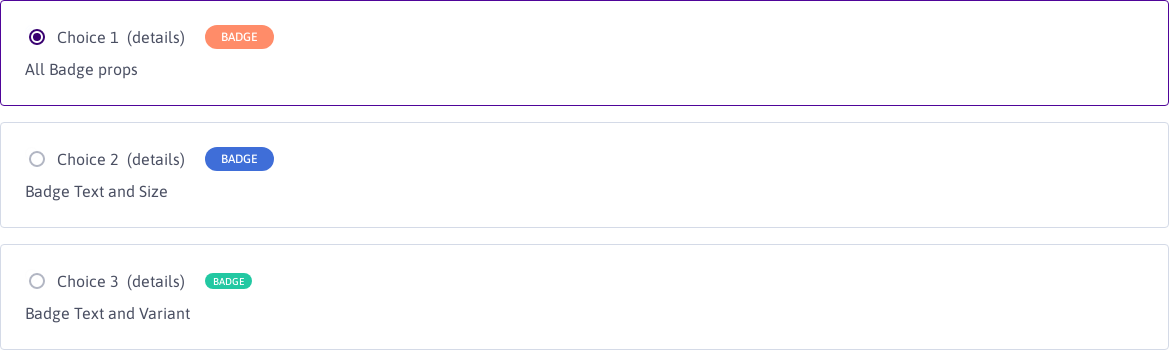 Choice 1 (details) BADGE
All Badge props
Choice 2 (details) BADGE
Badge Text and Size
Choice 3 (details) BADGE
Badge Text and Variant